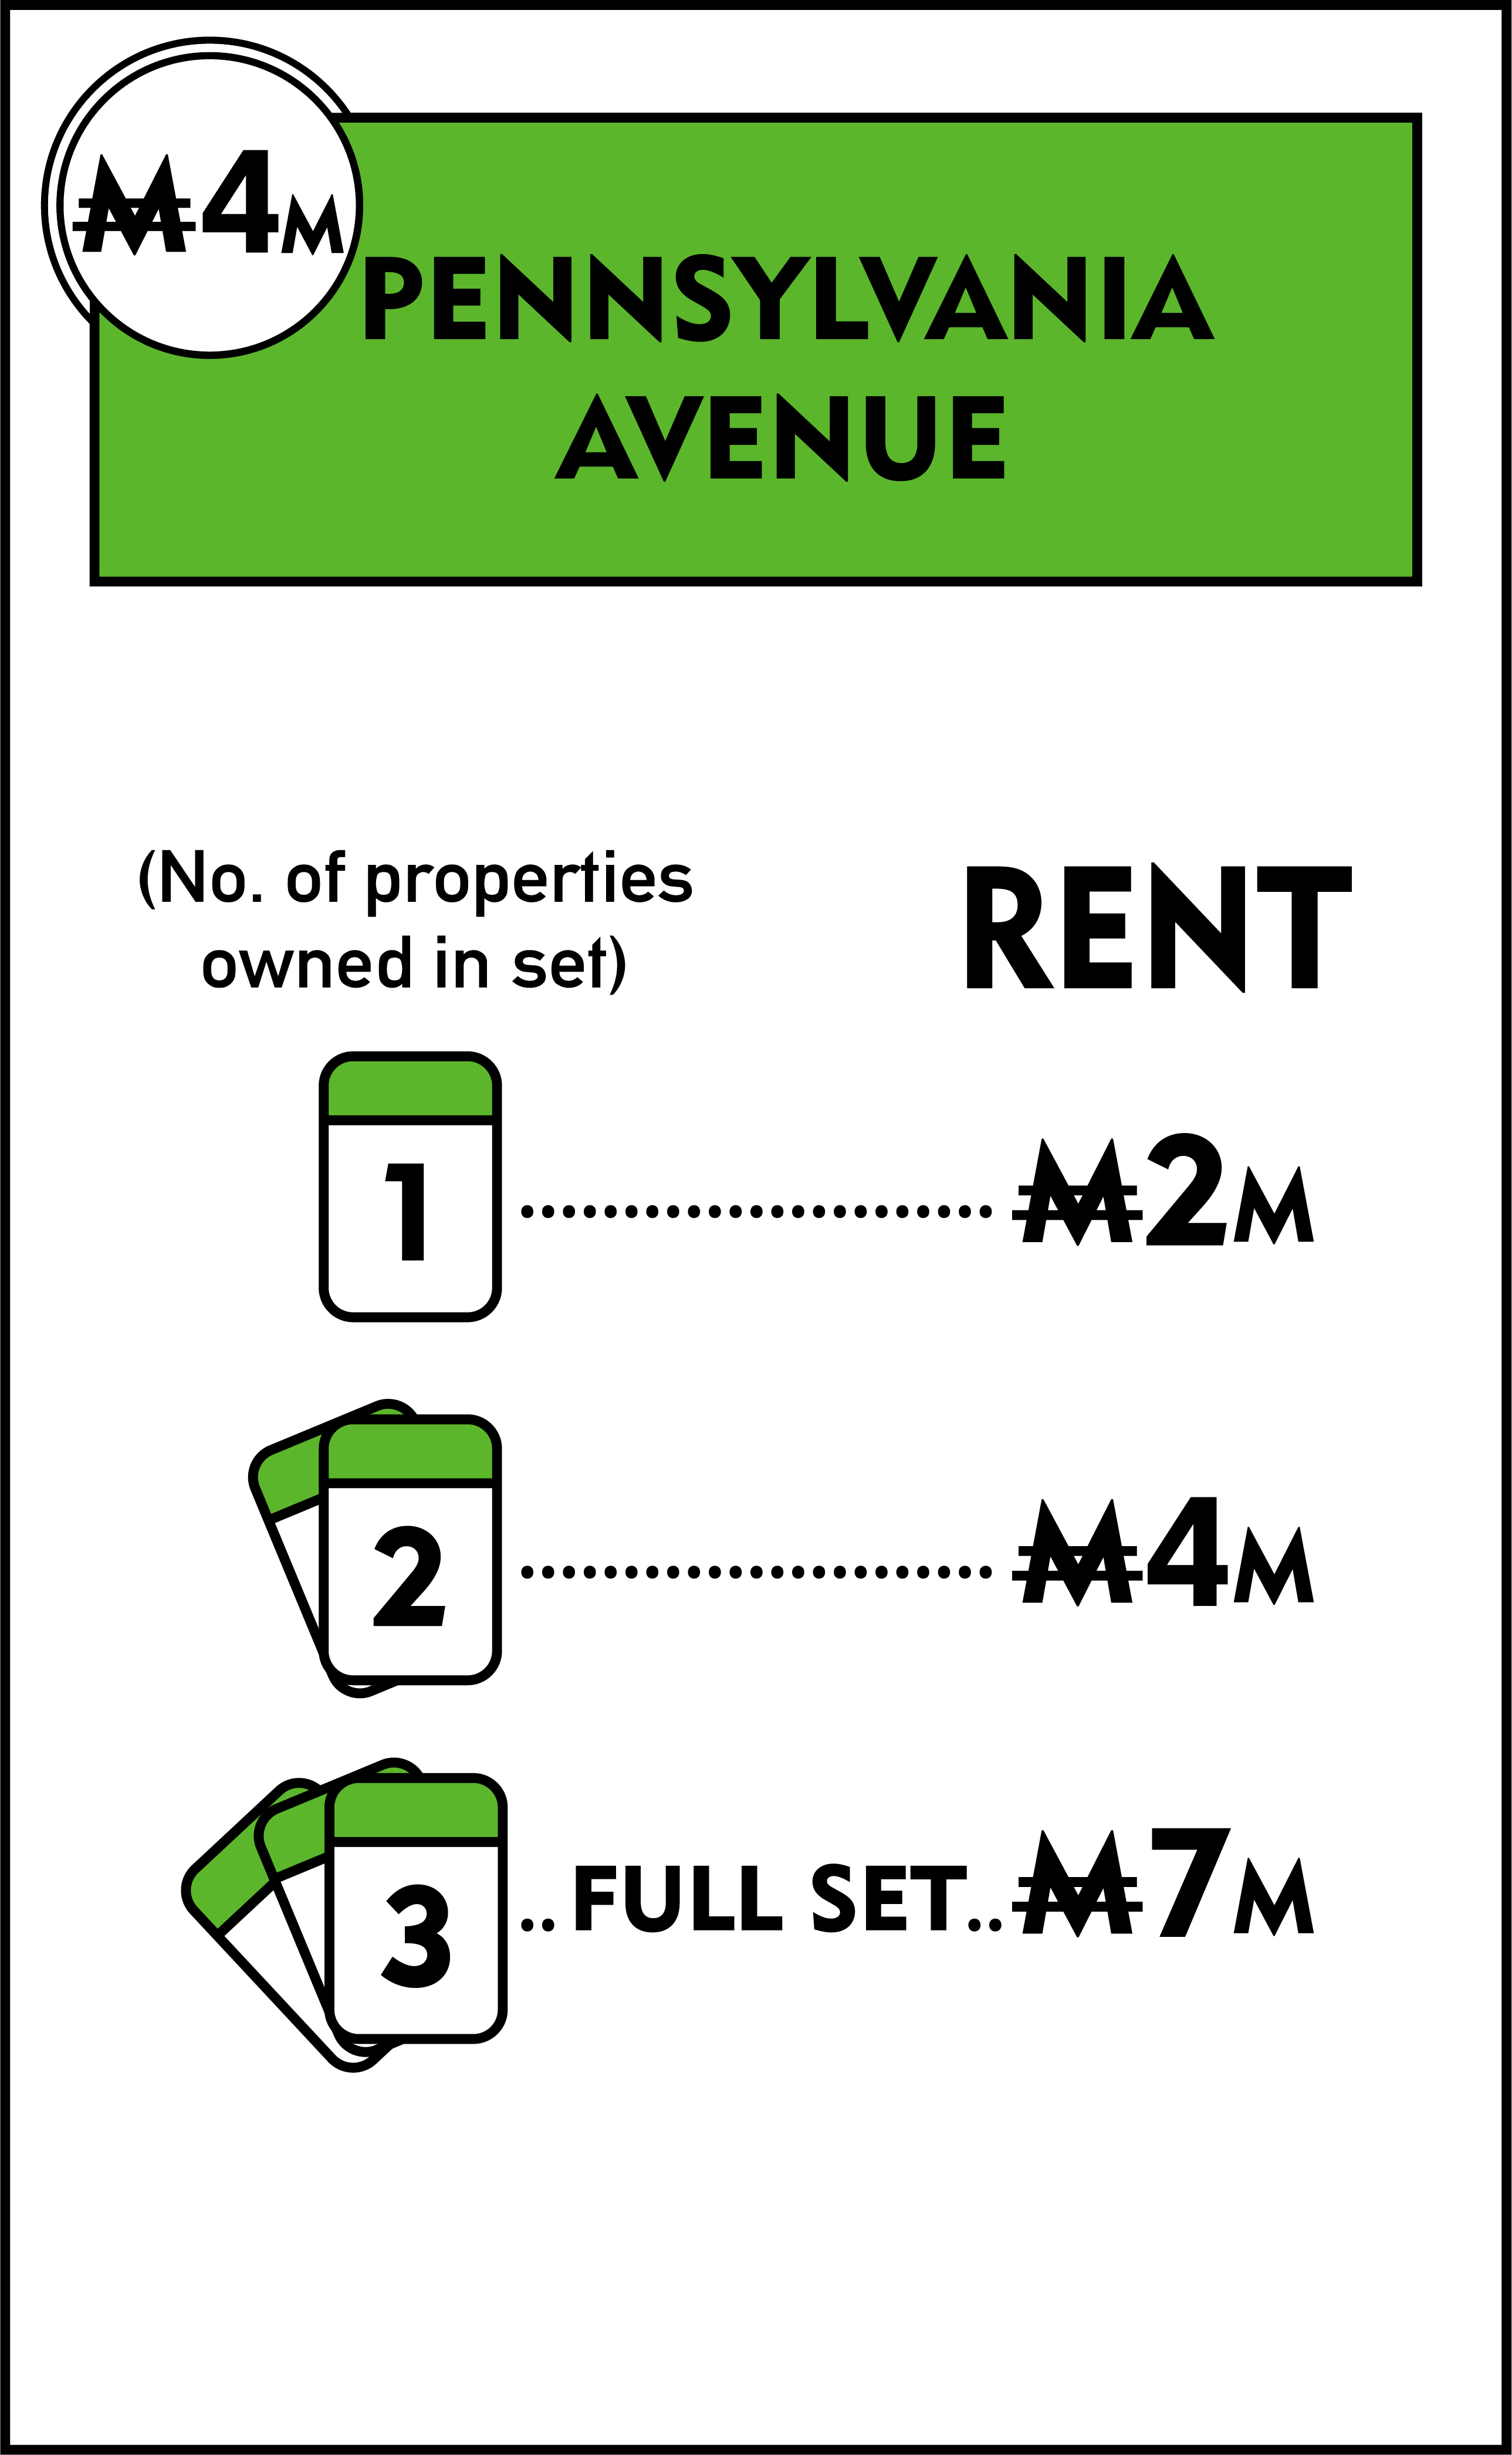 ₩4M
PENNSYLVANIA
AVENUE
(No. of properties
owned in set)
RENT
1 ....................... ₩2M
2 ....................... ₩4M
3 ..FULL SET.. ₩7M